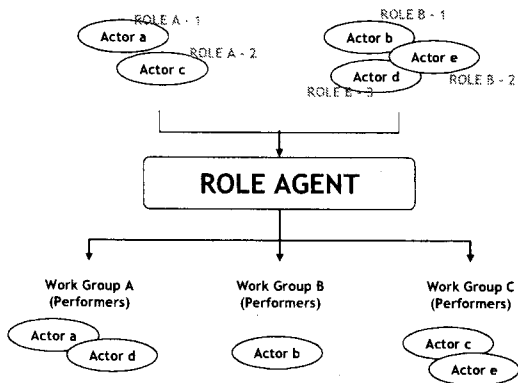 ROLE A - 1
Actor a
ROLE A - 2
Actor c
ROLE B - 1
Actor b
Actor e
Actor d
ROLE B - 2
ROLE B - 3
ROLE AGENT
Work Group A
(Performers)
Actor a
Actor d
Work Group B
(Performers)
Actor b
Work Group C
(Performers)
Actor c
Actor e